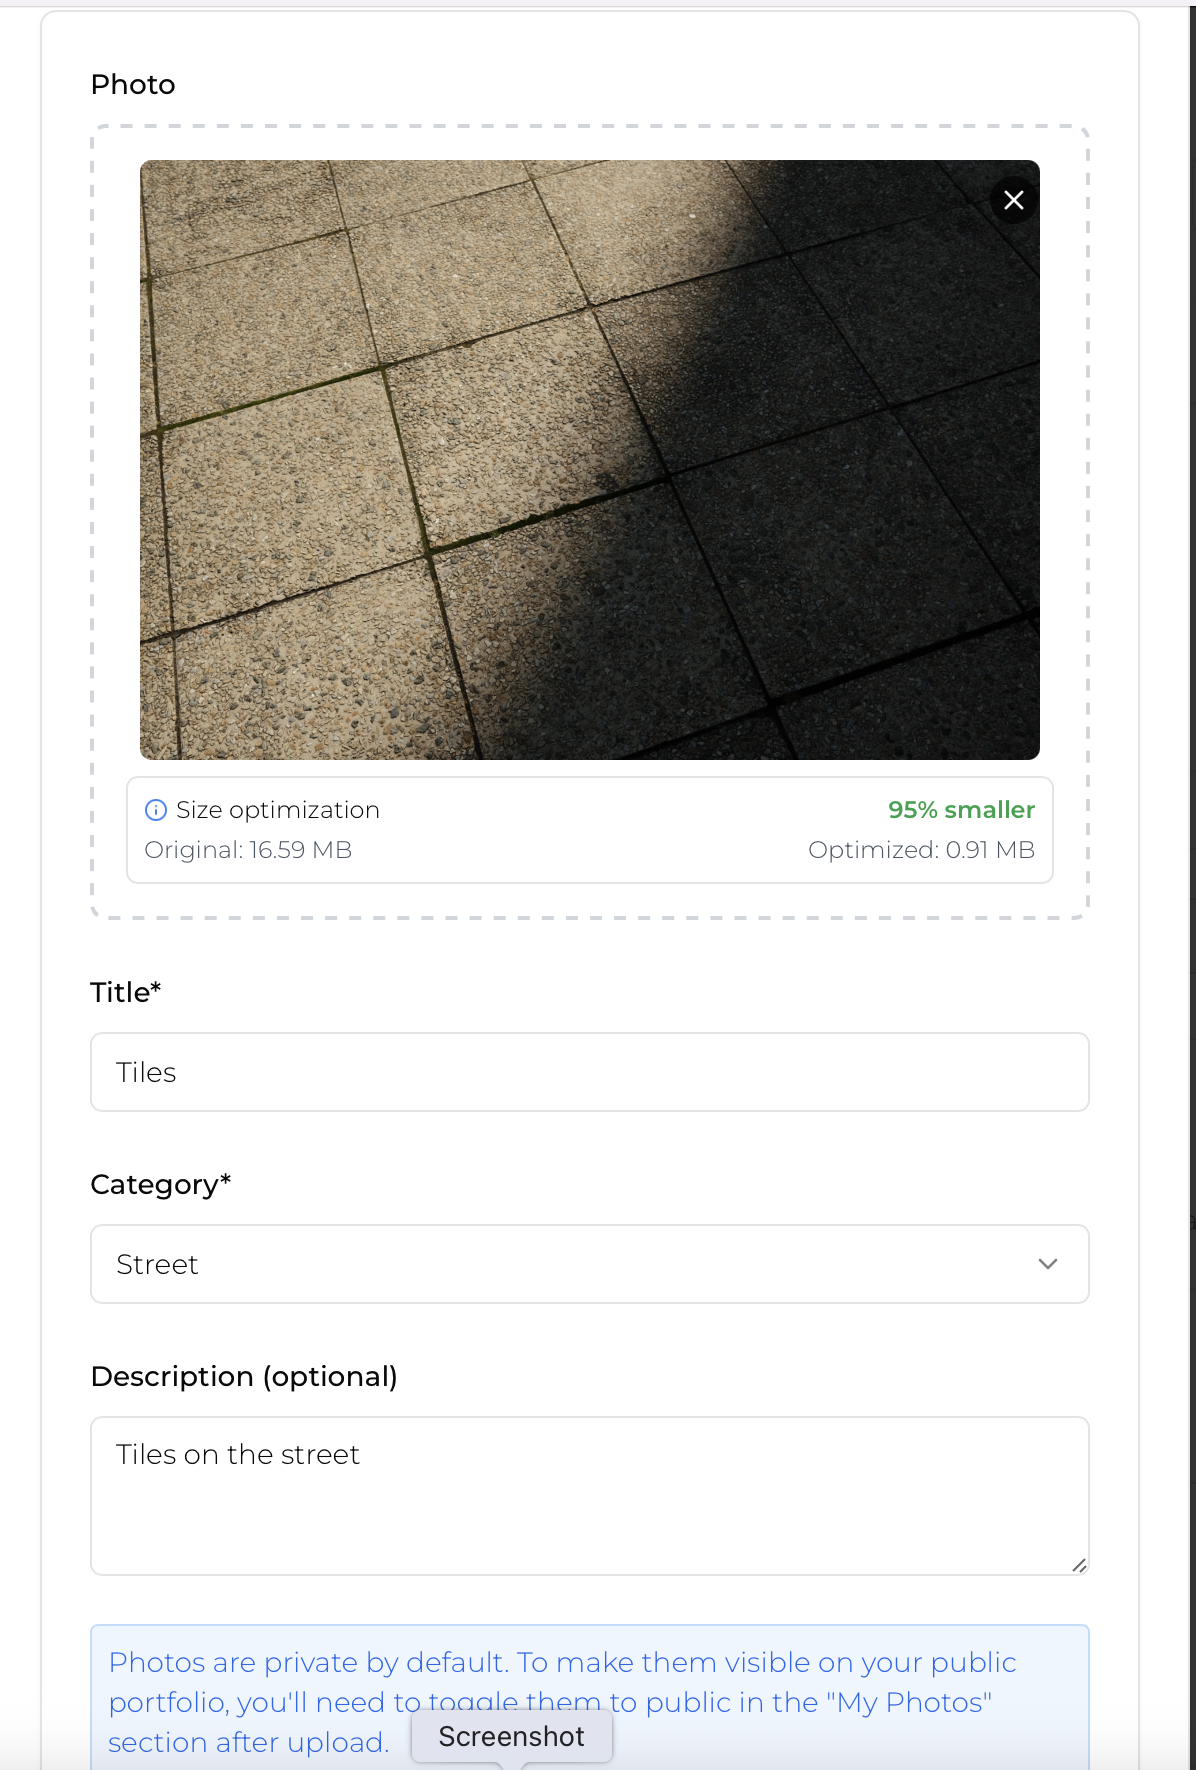 Photo
Size optimization 95% smaller
Original: 16.59 MB Optimized: 0.91 MB
Title*
Tiles
Category*
Street
Description (optional)
Tiles on the street
Photos are private by default. To make them visible on your public
portfolio, you'll need to toggle them to public in the "My Photos"
section after upload.
Screenshot